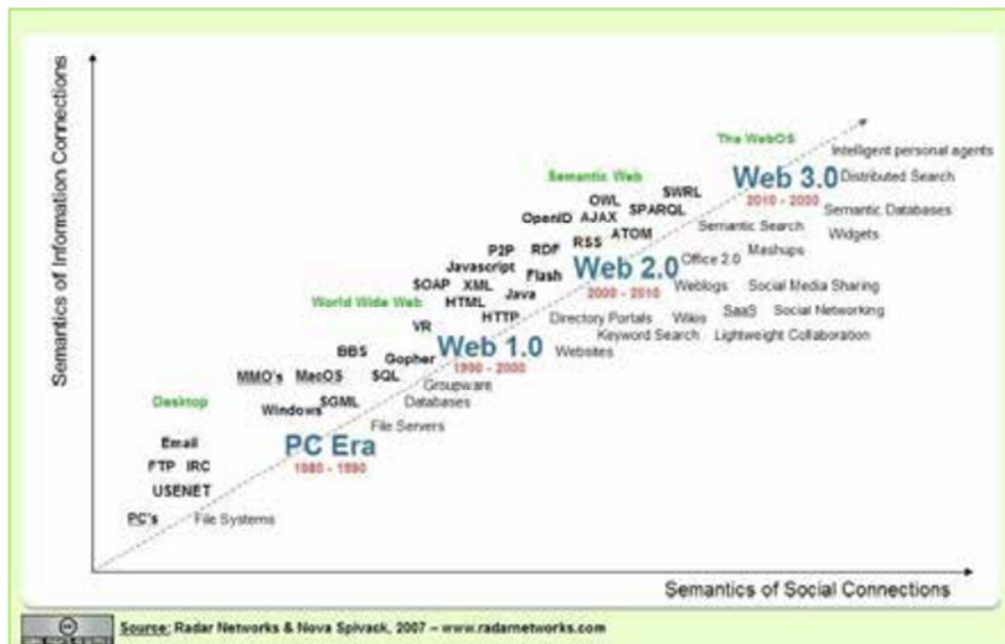 Semantics of Information Connections
The WebOS
Intelligent personal agents
Web 3.0 Distributed Search
2010 - 2020
Semantic Web
SWRL
OWL
SPARQL
Semantic Databases
OpenID AJAX
Semantic Search
ATOM
Widgets
P2P RDF RSS
Mashups
Office 2.0
Javascript
Flash
Web 2.0
SOAP XML
Weblogs
Social Media Sharing
2000 - 2010
Java
World Wide Web
HTML
SaaS
Social Networking
HTTP
Directory Portals
Wikis
VR
Keyword Search
Lightweight Collaboration
Web 1.0
BBS
Websites
Gopher
1990 - 2000
MMO's
MacOS
SQL
Groupware
Desktop
SGML
Databases
Windows
File Servers
Email
PC Era
FTP IRC
1980 - 1990
USENET
PC's
File Systems
Semantics of Social Connections
Source: Radar Networks & Nova Spivack, 2007 – www.radarnetworks.com